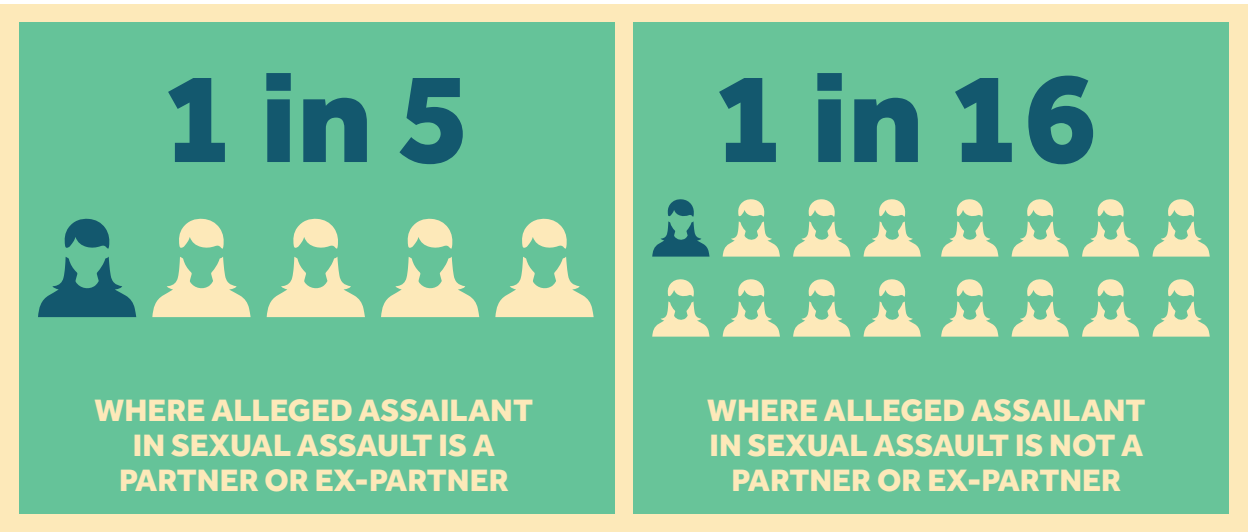 1 in 5
WHERE ALLEGED ASSAILANT
IN SEXUAL ASSAULT IS A
PARTNER OR EX-PARTNER
1 in 16
WHERE ALLEGED ASSAILANT
IN SEXUAL ASSAULT IS NOT A
PARTNER OR EX-PARTNER